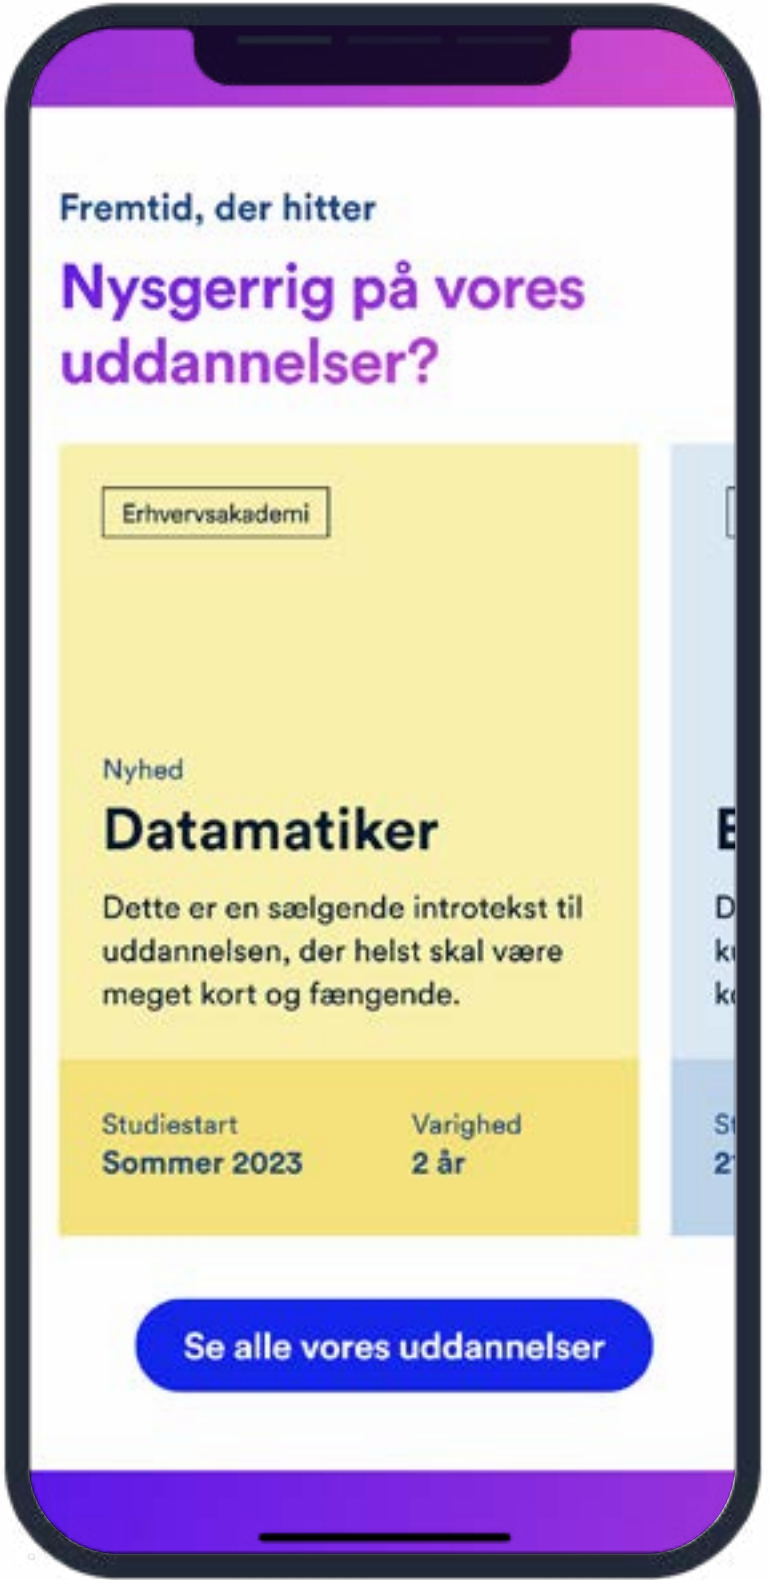 Fremtid, der hitter
Nysgerrig på vores
uddannelser?
Erhvervsakademi
Nyhed
Datamatiker
Dette er en sælgende introtekst til
uddannelsen, der helst skal være
meget kort og fængende.
Studiestart
Varighed
Sommer 2023
2 år
Se alle vores uddannelser